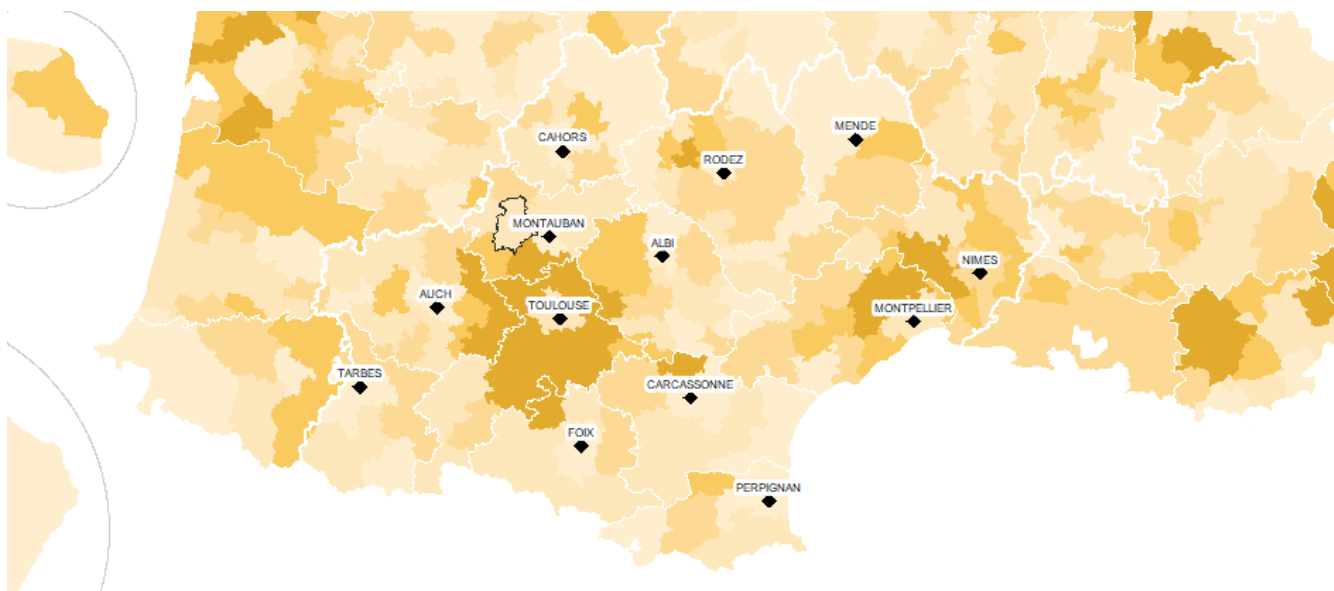 MENDE
CAHORS
RODEZ
MONTAUBAN
ALBI
NIMES
AUCH
TOULOUSE
MONTPELLIER
TARBES
CARCASSONNE
FOIX
PERPIGNAN